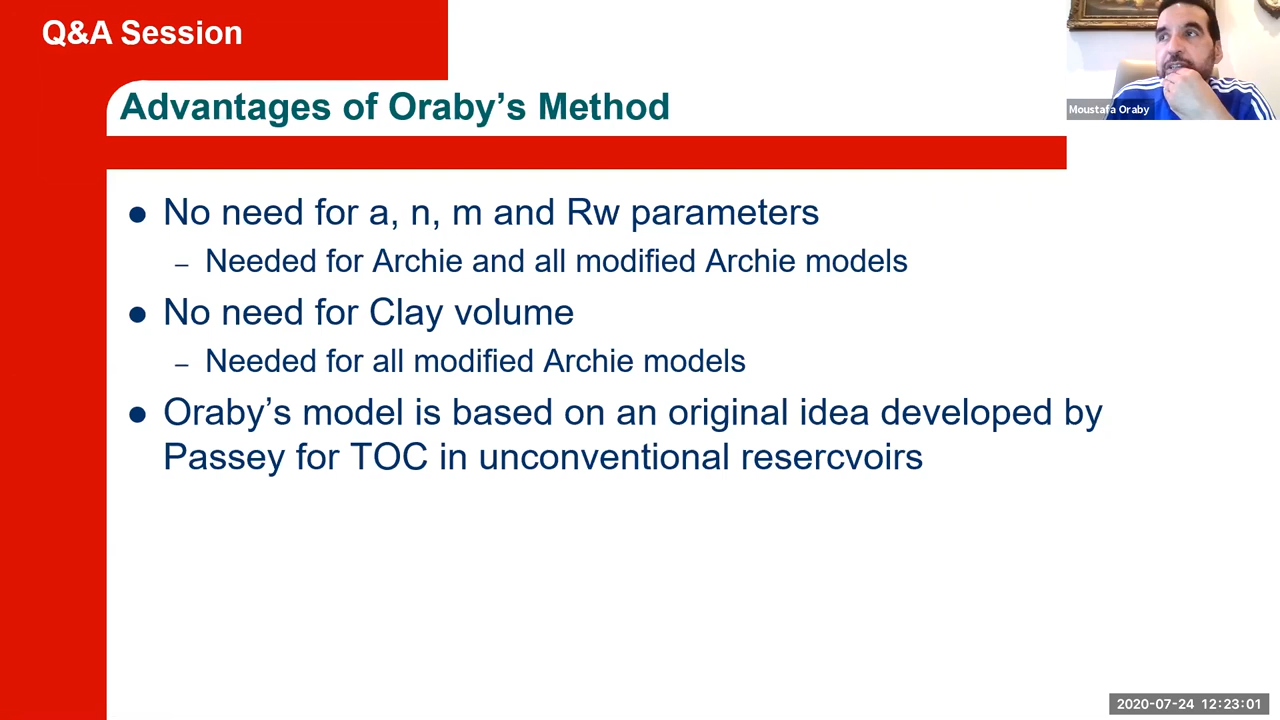 Q&A Session
Moustafa Oraby
Advantages of Oraby’s Method
● No need for a, n, m and Rw parameters
– Needed for Archie and all modified Archie models
● No need for Clay volume
– Needed for all modified Archie models
● Oraby’s model is based on an original idea developed by
Passey for TOC in unconventional resercvoirs
2020-07-24 12:23:01